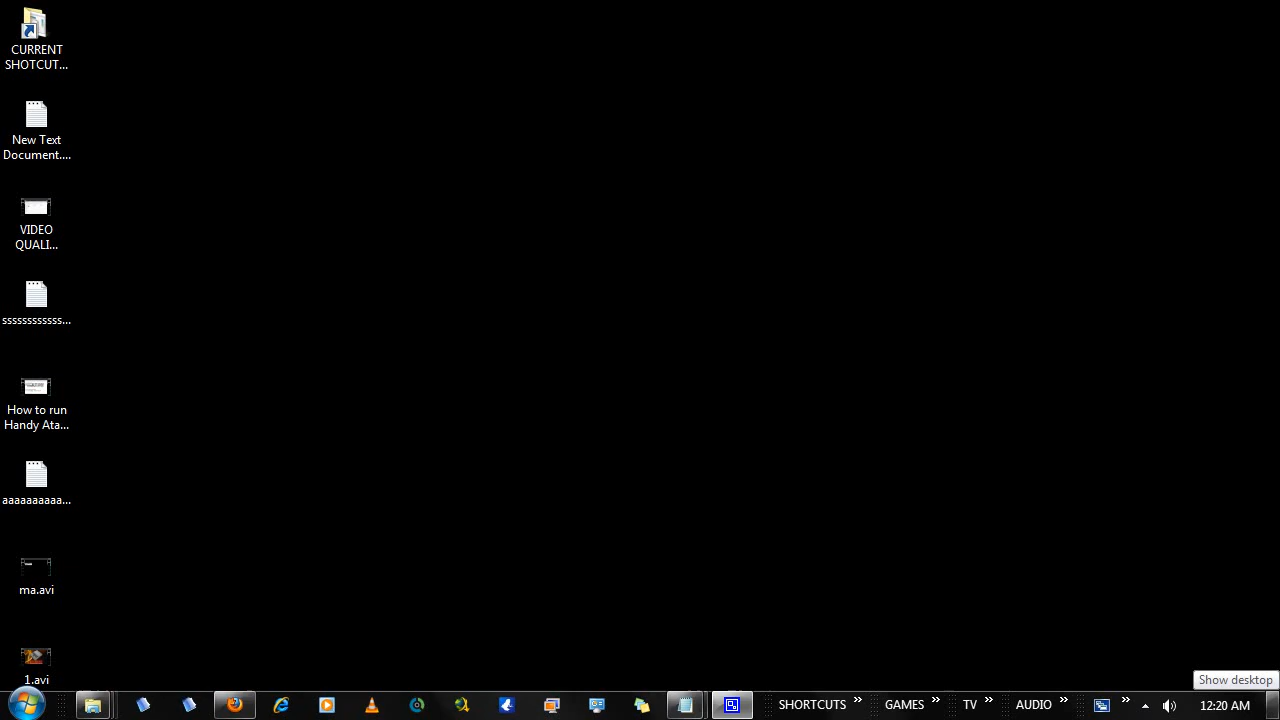 CURRENT
SHOTCUT...
New Text
Document....
VIDEO
QUALI...
ssssssssssss...
How to run
Handy Ata...
aaaaaaaaaa...
ma.avi
1.avi
Show desktop
SHORTCUTS
GAMES
TV
AUDIO
12:20 AM